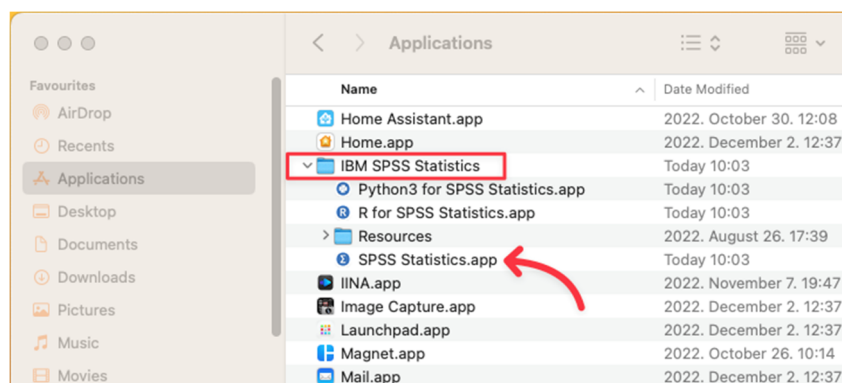 Applications
Favourites
AirDrop
Recents
Applications
Desktop
Documents
Downloads
Pictures
Music
Movies
Name Date Modified
Home Assistant.app 2022. October 30. 12:08
Home.app 2022. December 2. 12:37
IBM SPSS Statistics Today 10:03
Python3 for SPSS Statistics.app Today 10:03
R for SPSS Statistics.app Today 10:03
Resources 2022. August 26. 17:39
SPSS Statistics.app Today 10:03
IINA.app 2022. November 7. 19:47
Image Capture.app 2022. December 2. 12:37
Launchpad.app 2022. December 2. 12:37
Magnet.app 2022. October 26. 10:14
Mail.app 2022. December 2. 12:37